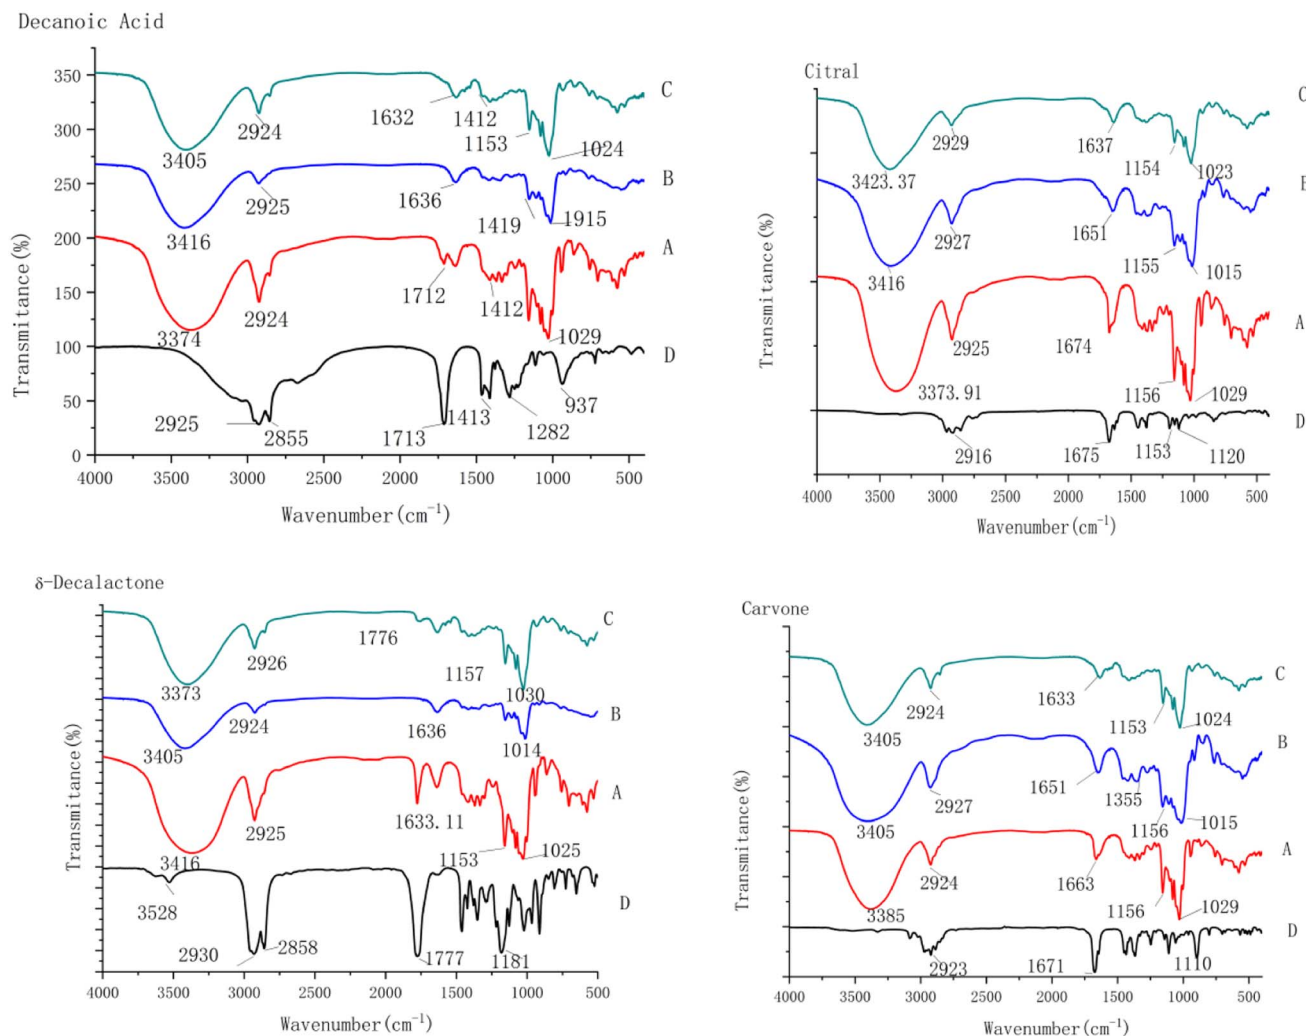 Decanoic Acid
Transmitance(%)
350
300
250
200
150
100
50
0
C
1632
1412
2924
1153
3405
1024
B
2925
1636
1419
1915
3416
A
1712
1412
2924
3374
1029
D
2925
2855
1413
937
1713
1282
4000 3500 3000 2500 2000 1500 1000 500
Wavenumber(cm⁻¹)
Citral
Transmitance(%)
C
2929
1637
1154
3423.37
1023
2927
1651
1155
3416
1015
A
2925
1674
3373.91
1156
1029
D
2916
1675
1153
1120
4000 3500 3000 2500 2000 1500 1000 500
Wavenumber(cm⁻¹)
δ-Decalactone
Transmitance(%)
C
1776
2926
1157
3373
1030
B
2924
1636
3405
1014
A
2925
1633.11
3416
1153
1025
D
3528
2930
2858
1777
1181
4000 3500 3000 2500 2000 1500 1000 500
Wavenumber(cm⁻¹)
Carvone
Transmitance(%)
C
2924
1633
1153
3405
1024
B
2927
1651
1355
3405
1156
1015
A
2924
1663
3385
1156
1029
D
2923
1671
1110
4000 3500 3000 2500 2000 1500 1000 500
Wavenumber(cm⁻¹)